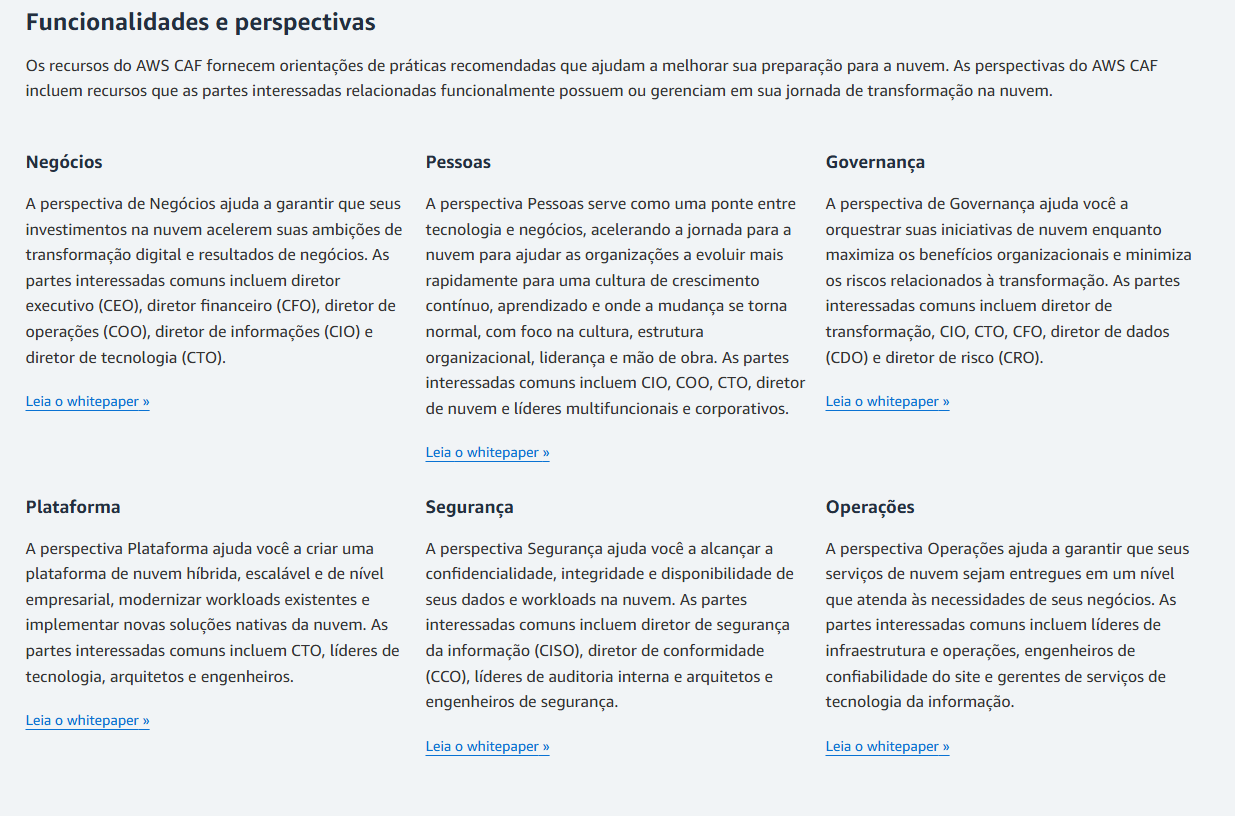 Funcionalidades e perspectivas
Os recursos do AWS CAF fornecem orientações de práticas recomendadas que ajudam a melhorar sua preparação para a nuvem. As perspectivas do AWS CAF
incluem recursos que as partes interessadas relacionadas funcionalmente possuem ou gerenciam em sua jornada de transformação na nuvem.
Negócios
A perspectiva de Negócios ajuda a garantir que seus
investimentos na nuvem acelerem suas ambições de
transformação digital e resultados de negócios. As
partes interessadas comuns incluem diretor
executivo (CEO), diretor financeiro (CFO), diretor de
operações (COO), diretor de informações (CIO) e
diretor de tecnologia (CTO).
Leia o whitepaper »
Pessoas
A perspectiva Pessoas serve como uma ponte entre
tecnologia e negócios, acelerando a jornada para a
nuvem para ajudar as organizações a evoluir mais
rapidamente para uma cultura de crescimento
contínuo, aprendizado e onde a mudança se torna
normal, com foco na cultura, estrutura
organizacional, liderança e mão de obra. As partes
interessadas comuns incluem CIO, COO, CTO, diretor
de nuvem e líderes multifuncionais e corporativos.
Leia o whitepaper »
Governança
A perspectiva de Governança ajuda você a
orquestrar suas iniciativas de nuvem enquanto
maximiza os benefícios organizacionais e minimiza
os riscos relacionados à transformação. As partes
interessadas comuns incluem diretor de
transformação, CIO, CTO, CFO, diretor de dados
(CDO) e diretor de risco (CRO).
Leia o whitepaper »
Plataforma
A perspectiva Plataforma ajuda você a criar uma
plataforma de nuvem híbrida, escalável e de nível
empresarial, modernizar workloads existentes e
implementar novas soluções nativas da nuvem. As
partes interessadas comuns incluem CTO, líderes de
tecnologia, arquitetos e engenheiros.
Leia o whitepaper »
Segurança
A perspectiva Segurança ajuda você a alcançar a
confidencialidade, integridade e disponibilidade de
seus dados e workloads na nuvem. As partes
interessadas comuns incluem diretor de segurança
da informação (CISO), diretor de conformidade
(CCO), líderes de auditoria interna e arquitetos e
engenheiros de segurança.
Leia o whitepaper »
Operações
A perspectiva Operações ajuda a garantir que seus
serviços de nuvem sejam entregues em um nível
que atenda às necessidades de seus negócios. As
partes interessadas comuns incluem líderes de
infraestrutura e operações, engenheiros de
confiabilidade do site e gerentes de serviços de
tecnologia da informação.
Leia o whitepaper »